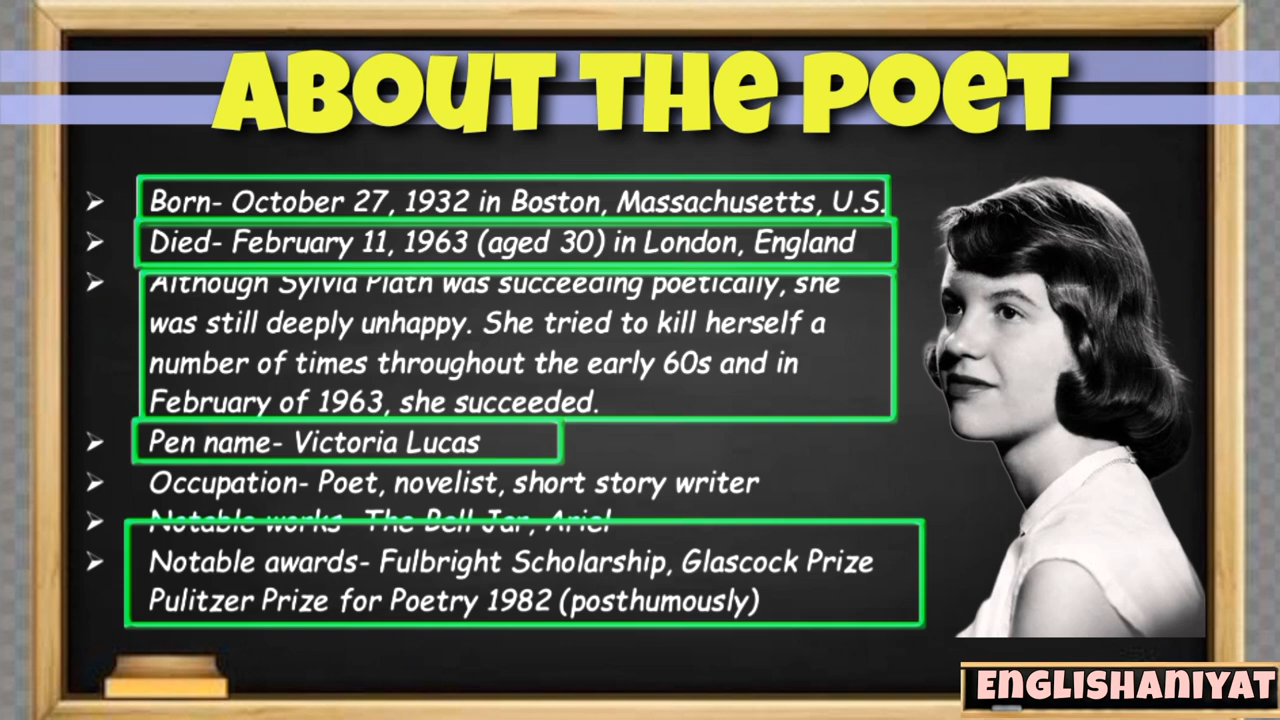 ABOUT THE POET
Born- October 27, 1932 in Boston, Massachusetts, U.S.
Died- February 11, 1963 (aged 30) in London, England
Although Sylvia Plath was succeeding poetically, she
was still deeply unhappy. She tried to kill herself a
number of times throughout the early 60s and in
February of 1963, she succeeded.
Pen name- Victoria Lucas
Occupation- Poet, novelist, short story writer
Notable works- The Bell Jar, Ariel
Notable awards- Fulbright Scholarship, Glascock Prize
Pulitzer Prize for Poetry 1982 (posthumously)
ENGLISHANIYAT